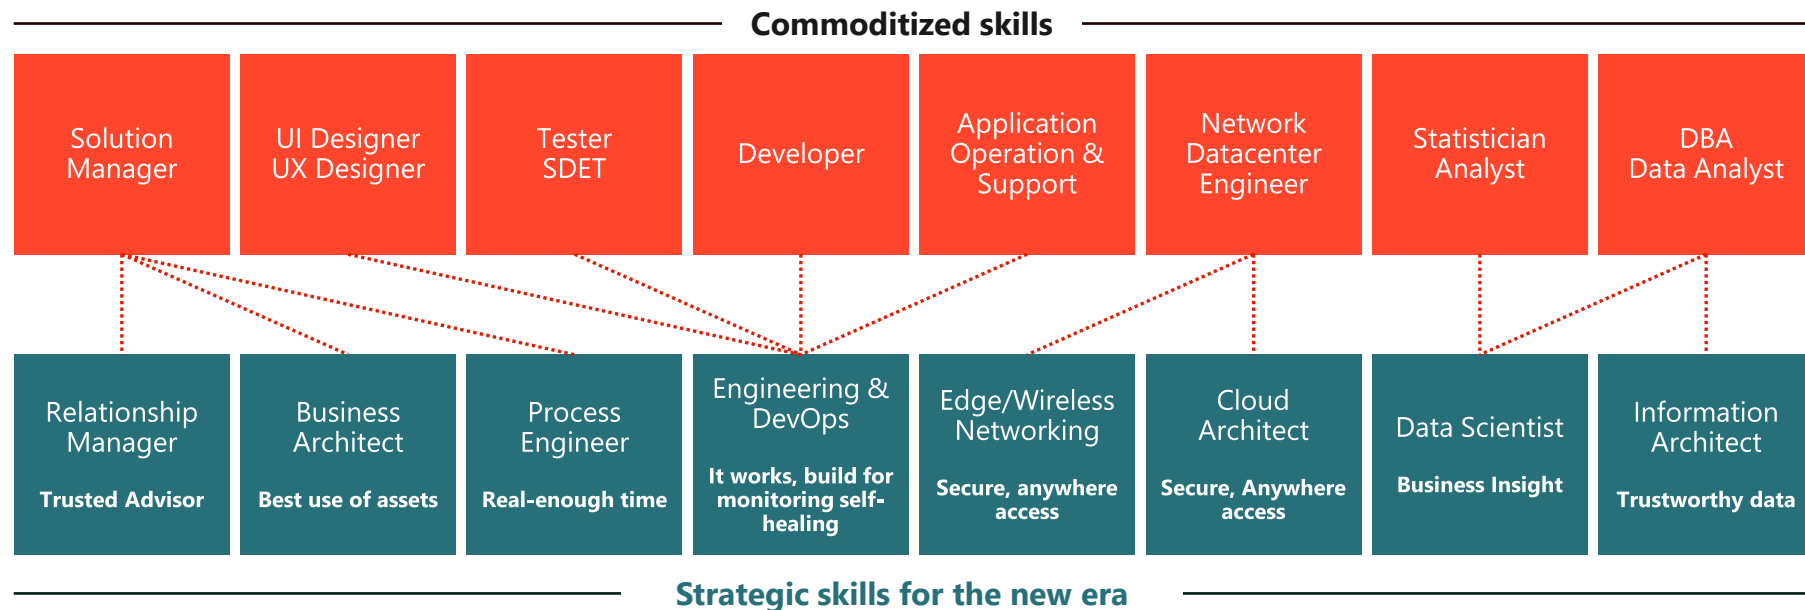 Commoditized skills
Solution
Manager
UI Designer
UX Designer
Tester
SDET
Developer
Application
Operation &
Support
Network
Datacenter
Engineer
Statistician
Analyst
DBA
Data Analyst
Relationship
Manager
Trusted Advisor
Business
Architect
Best use of assets
Process
Engineer
Real-enough time
Engineering &
DevOps
It works, build for
monitoring self-
healing
Edge/Wireless
Networking
Secure, anywhere
access
Cloud
Architect
Secure, Anywhere
access
Data Scientist
Business Insight
Information
Architect
Trustworthy data
Strategic skills for the new era